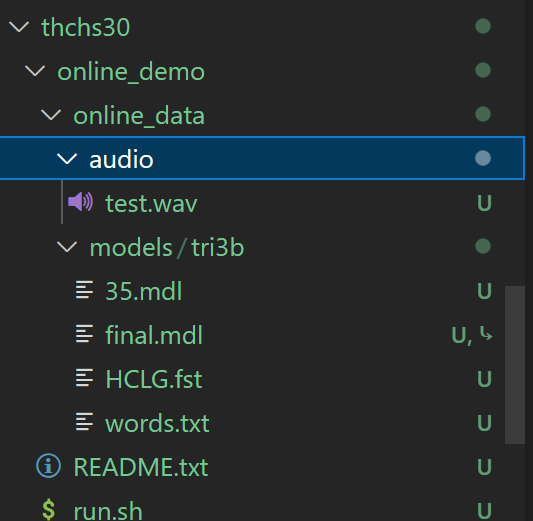 thchs30
online_demo
online_data
audio
test.wav U
models/tri3b
35.mdl U
final.mdl U,
HCLG.fst U
words.txt U
README.txt U
$ run.sh U